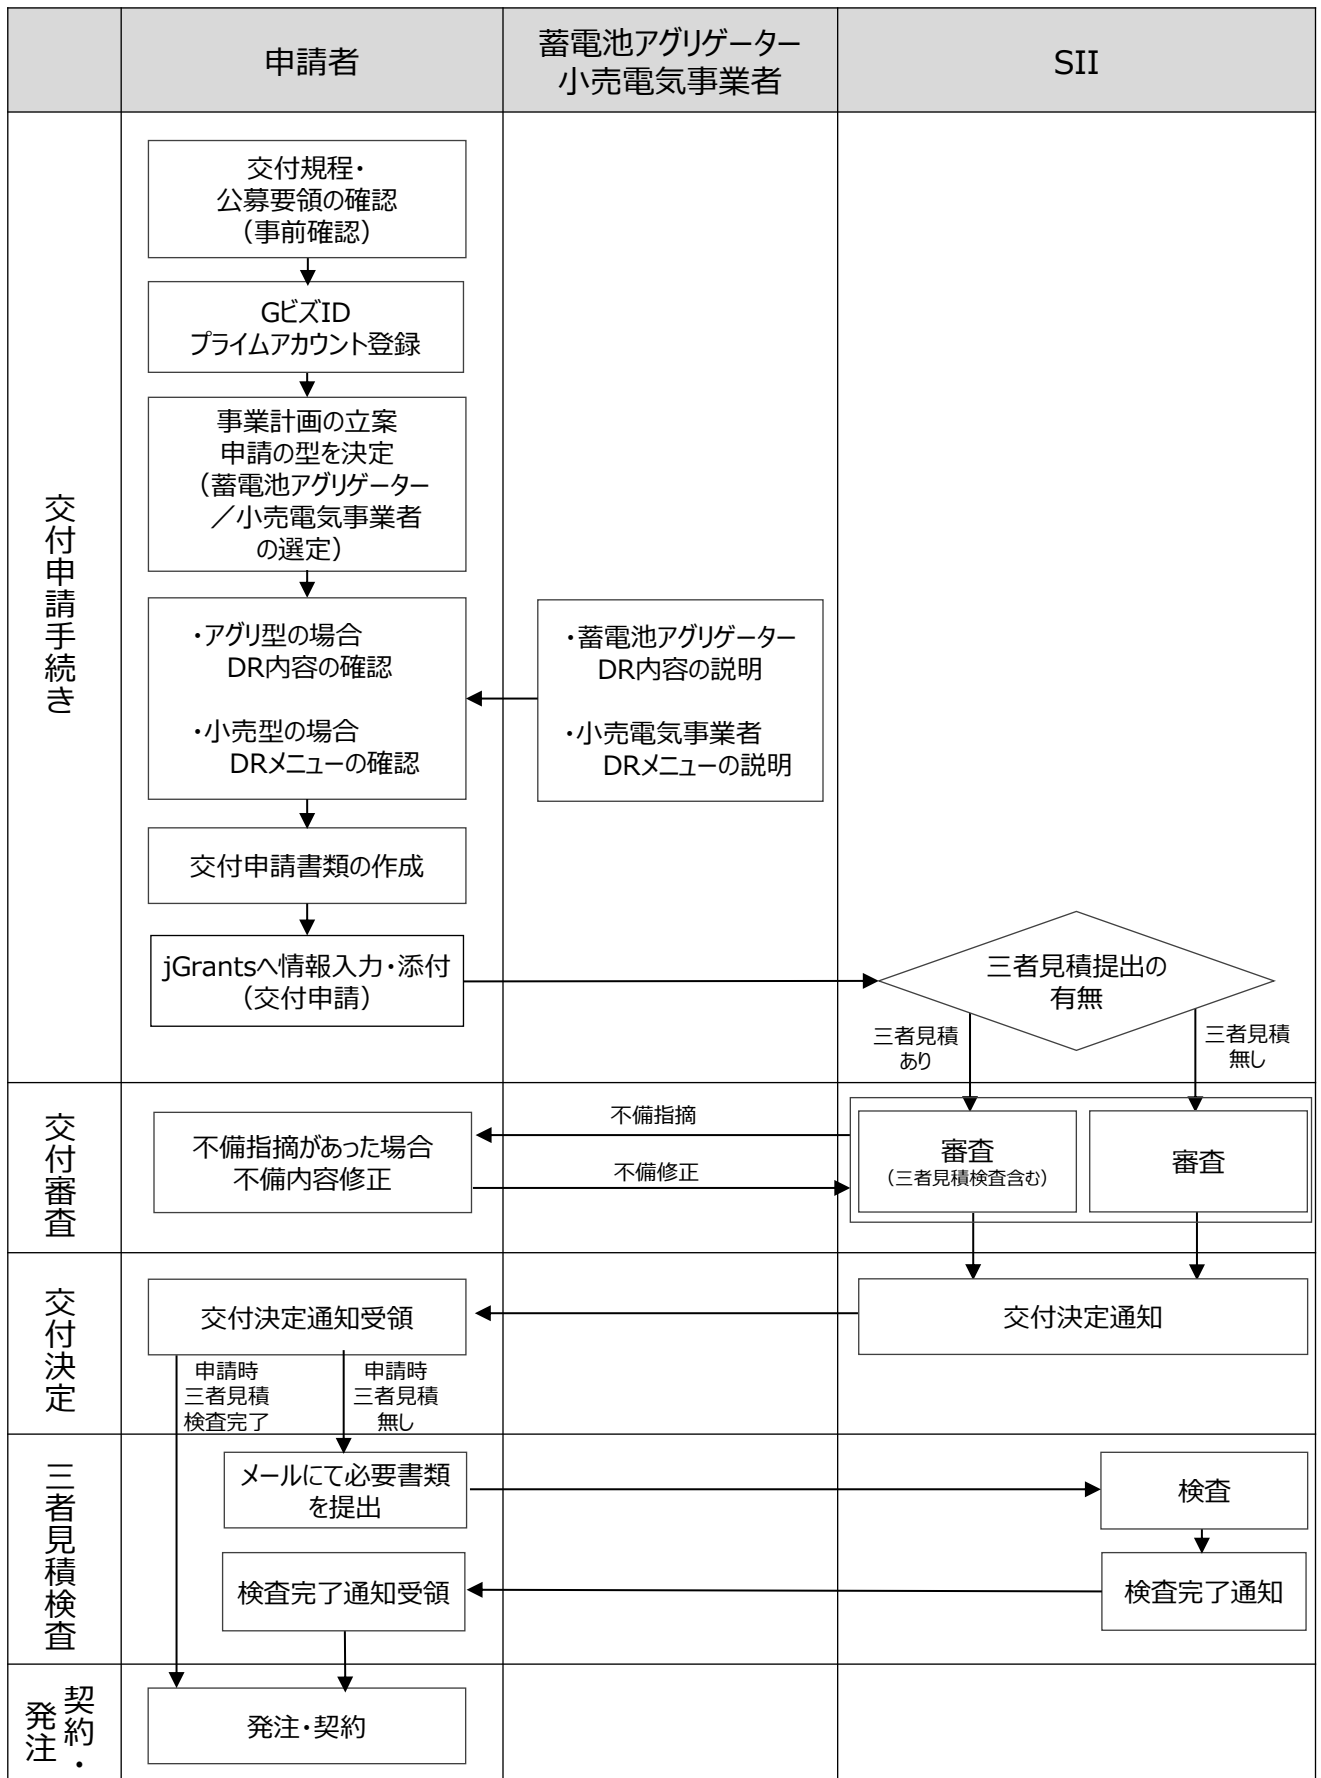 申請者
蓄電池アグリゲーター
小売電気事業者
SII
交付申請手続き
交付規程・
公募要領の確認
（事前確認）
GビズID
プライムアカウント登録
事業計画の立案
申請の型を決定
（蓄電池アグリゲーター
／小売電気事業者
の選定）
・アグリ型の場合
DR内容の確認
・小売型の場合
DRメニューの確認
・蓄電池アグリゲーター
DR内容の説明
・小売電気事業者
DRメニューの説明
交付申請書類の作成
jGrantsへ情報入力・添付
（交付申請）
三者見積提出の
有無
三者見積
あり
三者見積
無し
交付審査
不備指摘があった場合
不備内容修正
不備指摘
不備修正
審査
（三者見積検査含む）
審査
交付決定
交付決定通知受領
交付決定通知
申請時
三者見積
検査完了
申請時
三者見積
無し
三者見積検査
メールにて必要書類
を提出
検査
検査完了通知受領
検査完了通知
契約・
発注
発注・契約